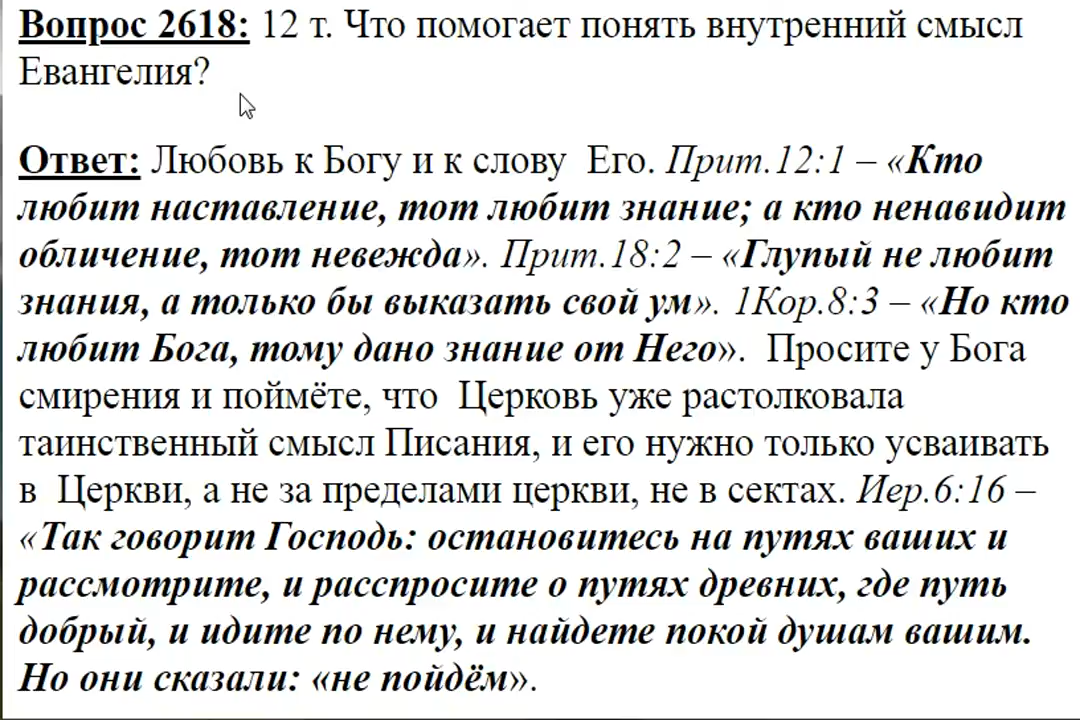 Вопрос 2618: 12 т. Что помогает понять внутренний смысл
Евангелия?
Ответ: Любовь к Богу и к слову Его. Прит.12:1 – «Кто
любит наставление, тот любит знание; а кто ненавидит
обличение, тот невежда». Прит.18:2 – «Глупый не любит
знания, а только бы выказать свой ум». 1Кор.8:3 – «Но кто
любит Бога, тому дано знание от Него». Просите у Бога
смирения и поймёте, что Церковь уже растолковала
таинственный смысл Писания, и его нужно только усваивать
в Церкви, а не за пределами церкви, не в сектах. Иер.6:16 –
«Так говорит Господь: остановитесь на путях ваших и
рассмотрите, и расспросите о путях древних, где путь
добрый, и идите по нему, и найдете покой душам вашим.
Но они сказали: «не пойдём».